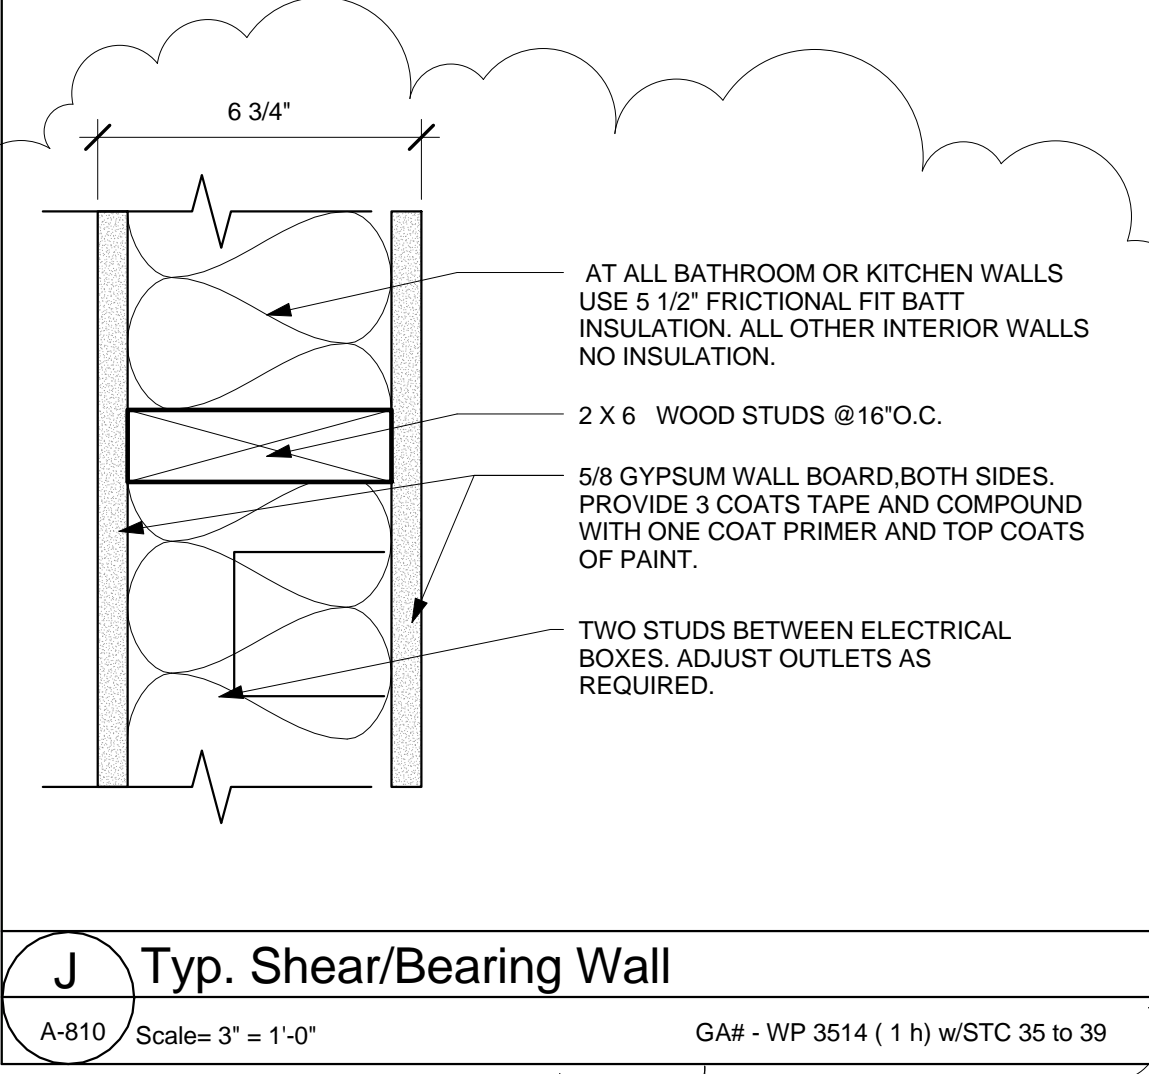 6 3/4"
AT ALL BATHROOM OR KITCHEN WALLS
USE 5 1/2" FRICTIONAL FIT BATT
INSULATION. ALL OTHER INTERIOR WALLS
NO INSULATION.
2 X 6 WOOD STUDS @16"O.C.
5/8 GYPSUM WALL BOARD,BOTH SIDES.
PROVIDE 3 COATS TAPE AND COMPOUND
WITH ONE COAT PRIMER AND TOP COATS
OF PAINT.
TWO STUDS BETWEEN ELECTRICAL
BOXES. ADJUST OUTLETS AS
REQUIRED.
J
Typ. Shear/Bearing Wall
A-810
Scale= 3" = 1'-0"
GA# - WP 3514 ( 1 h) w/STC 35 to 39